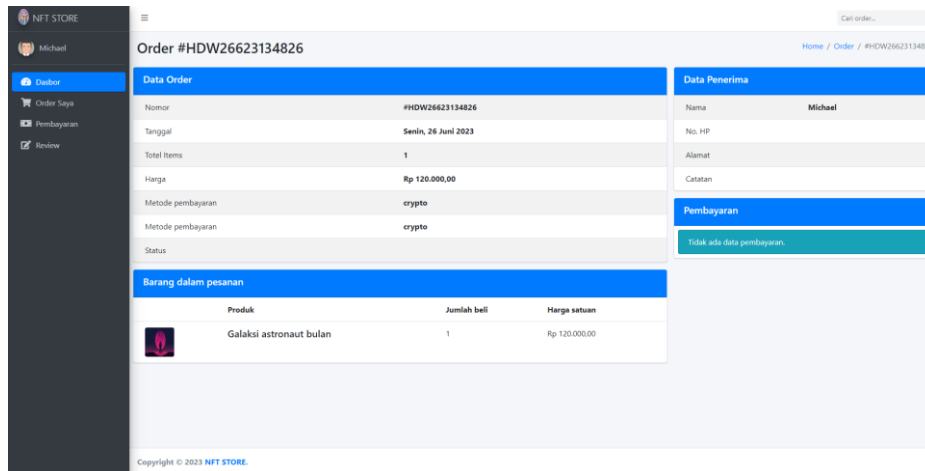 NFT STORE
Cari order...
Michael
Order #HDW26623134826
Home / Order / #HDW266231348
Dasbor
Order Saya
Pembayaran
Review
Data Order
Nomor #HDW26623134826
Tanggal Senin, 26 Juni 2023
Totel Items 1
Harga Rp 120.000,00
Metode pembayaran crypto
Metode pembayaran crypto
Status
Data Penerima
Nama Michael
No. HP
Alamat
Catatan
Pembayaran
Tidak ada data pembayaran.
Barang dalam pesanan
Produk Jumlah beli Harga satuan
Galaksi astronaut bulan 1 Rp 120.000,00
Copyright © 2023 NFT STORE.